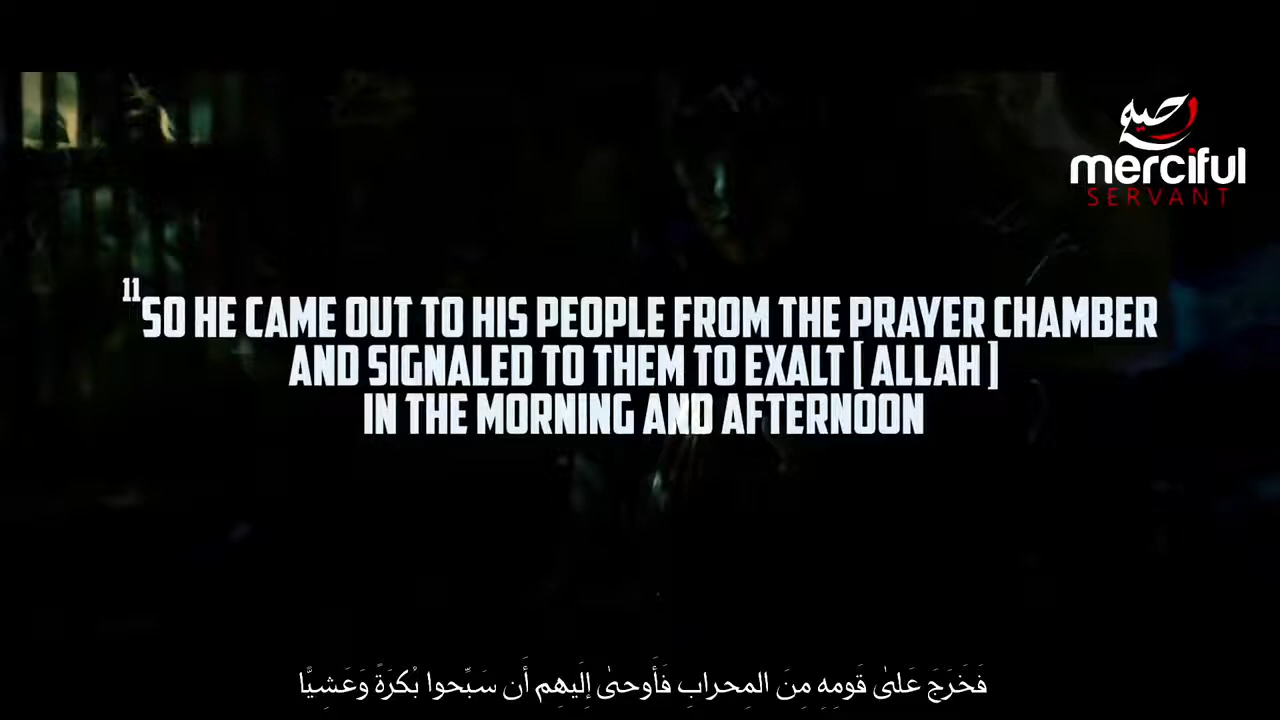 merciful
SERVANT
11 SO HE CAME OUT TO HIS PEOPLE FROM THE PRAYER CHAMBER
AND SIGNALED TO THEM TO EXALT [ ALLAH ]
IN THE MORNING AND AFTERNOON
فَخَرَجَ عَلىٰ قَومِهِ مِنَ المِحرابِ فَأَوحىٰ إِلَيهِم أَن سَبِّحوا بُكرَةً وَعَشِيًّا